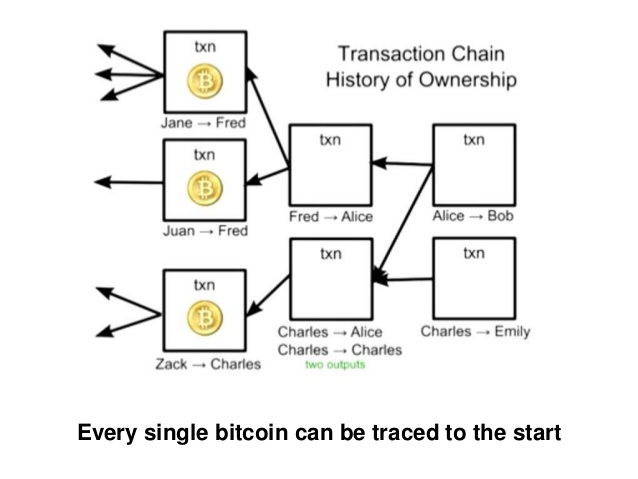 Transaction Chain
History of Ownership
txn
Jane → Fred
txn
Juan → Fred
txn
Zack → Charles
txn
Fred → Alice
txn
Charles → Alice
Charles → Charles
two outputs
txn
Alice → Bob
txn
Charles → Emily
Every single bitcoin can be traced to the start